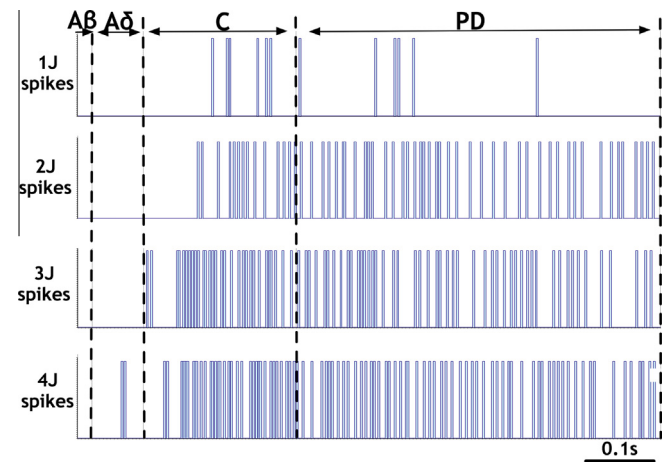 Aβ Aδ C PD
1J
spikes
2J
spikes
3J
spikes
4J
spikes
0.1s